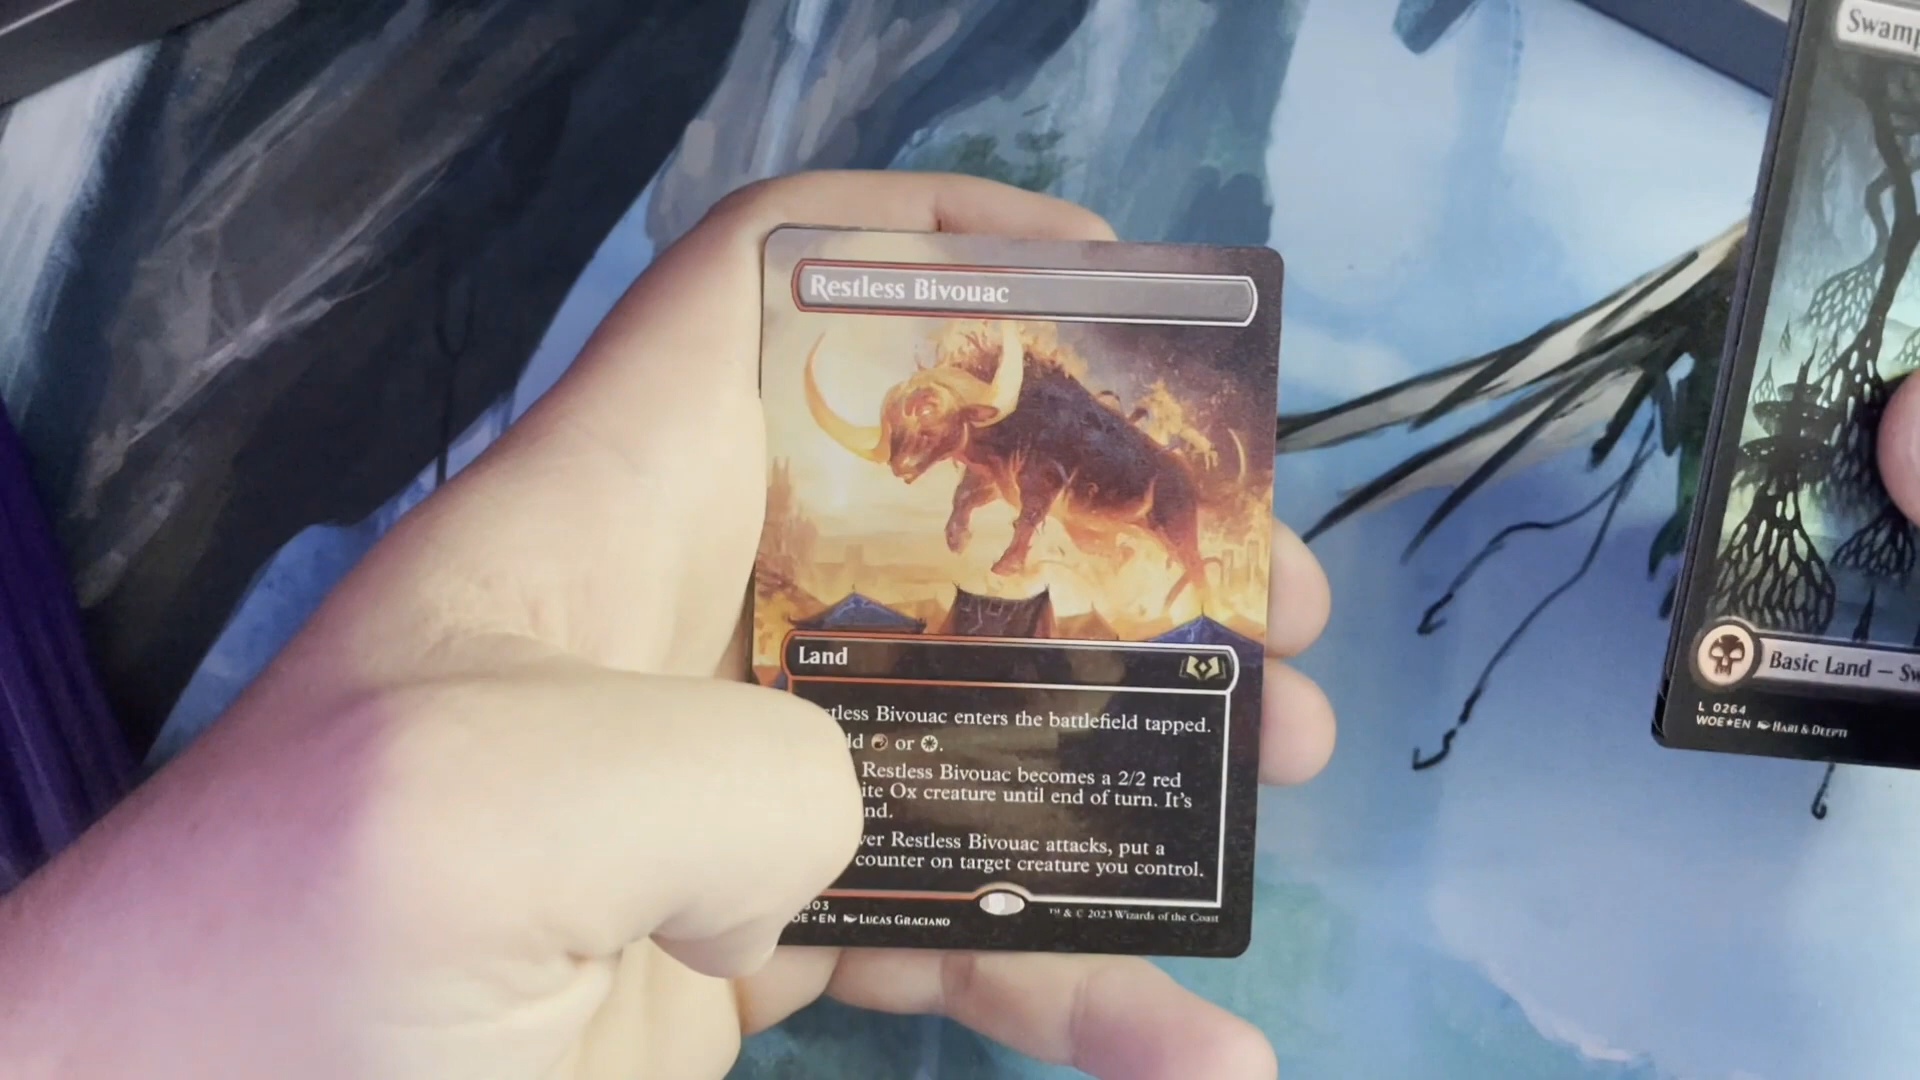 Restless Bivouac
Land
stless Bivouac enters the battlefield tapped.
ld or .
Restless Bivouac becomes a 2/2 red
ite Ox creature until end of turn. It's
nd.
ver Restless Bivouac attacks, put a
counter on target creature you control.
303
OE • EN LUCAS GRACIANO
™ & © 2023 Wizards of the Coast
Swamp
Basic Land — Sw
L 0264
WOE★EN HARI & DEEPTI